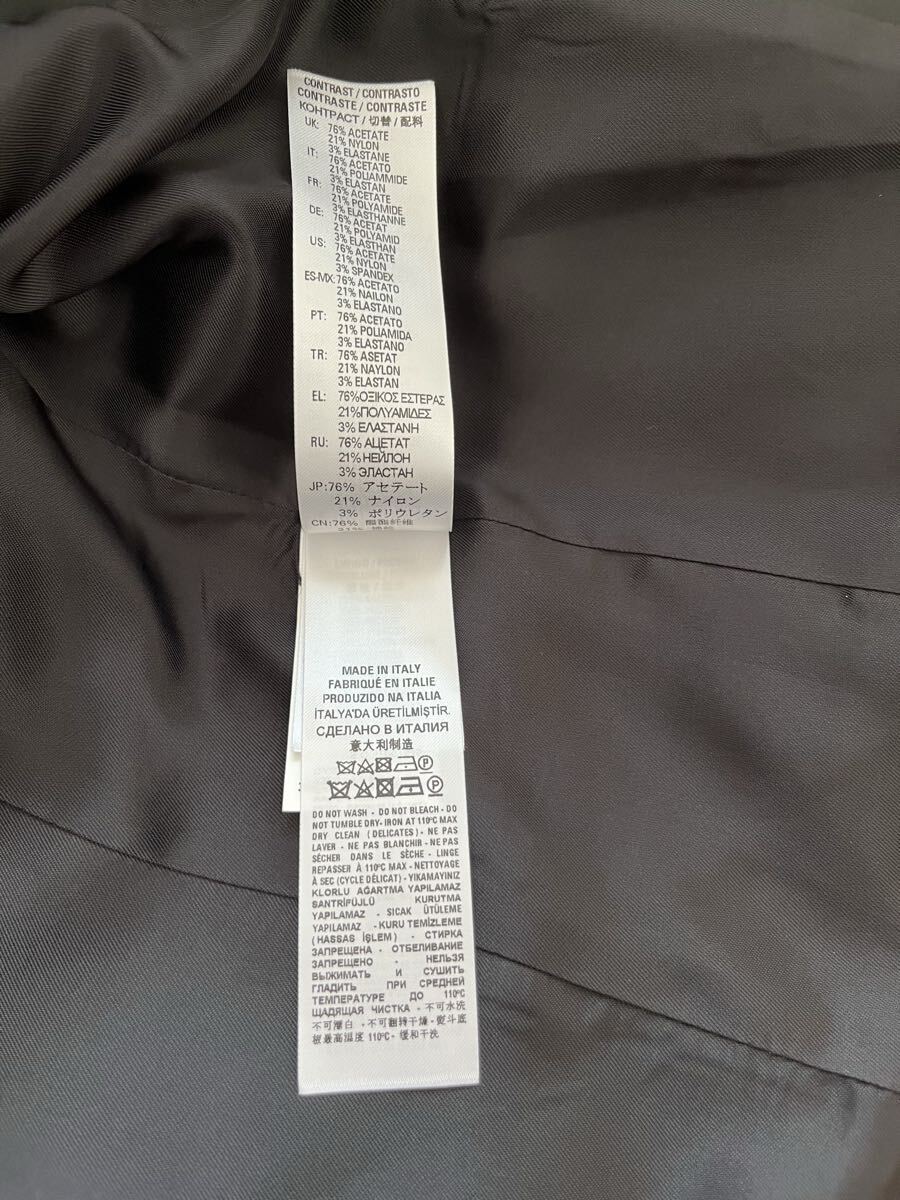 CONTRAST / CONTRASTO
CONTRASTE / CONTRASTE
КОНТРАСТ / 切替 / 配料
UK: 76% ACETATE
21% NYLON
3% ELASTANE
IT: 76% ACETATO
21% POLIAMMIDE
3% ELASTAN
FR: 76% ACETATE
21% POLYAMIDE
3% ELASTHANNE
DE: 76% ACETAT
21% POLYAMID
3% ELASTHAN
US: 76% ACETATE
21% NYLON
3% SPANDEX
ES-MX: 76% ACETATO
21% NAILON
3% ELASTANO
PT: 76% ACETATO
21% POLIAMIDA
3% ELASTANO
TR: 76% ASETAT
21% NAYLON
3% ELASTAN
EL: 76%ΟΞΙΚΟΣ ΕΣΤΕΡΑΣ
21%ΠΟΛΥΑΜΙΔΕΣ
3% ΕΛΑΣΤΑΝΗ
RU: 76% АЦЕТАТ
21% НЕЙЛОН
3% ЭЛАСТАН
JP:76% アセテート
21% ナイロン
3% ポリウレタン
CN:76% 醋酯纤维
MADE IN ITALY
FABRIQUÉ EN ITALIE
PRODUZIDO NA ITALIA
İTALYA'DA ÜRETİLMİŞTİR.
СДЕЛАНО В ИТАЛИЯ
意大利制造
DO NOT WASH - DO NOT BLEACH - DO
NOT TUMBLE DRY- IRON AT 110ºC MAX
DRY CLEAN (DELICATES) - NE PAS
LAVER - NE PAS BLANCHIR - NE PAS
SÉCHER DANS LE SÈCHE - LINGE
REPASSER À 110ºC MAX - NETTOYAGE
À SEC (CYCLE DÉLICAT) - YIKAMAYINIZ
KLORLU AĞARTMA YAPILAMAZ
SANTRİFÜJLÜ KURUTMA
YAPILAMAZ - SICAK ÜTÜLEME
YAPILAMAZ -KURU TEMİZLEME
(HASSAS İŞLEM) - СТИРКА
ЗАПРЕЩЕНА - ОТБЕЛИВАНИЕ
ЗАПРЕЩЕНО - НЕЛЬЗЯ
ВЫЖИМАТЬ И СУШИТЬ
ГЛАДИТЬ ПРИ СРЕДНЕЙ
ТЕМПЕРАТУРЕ ДО 110ºC
ЩАДЯЩАЯ ЧИСТКА - 不可水洗
不可漂白 - 不可翻转干燥 - 熨斗底
板最高温度 110ºC - 缓和干洗